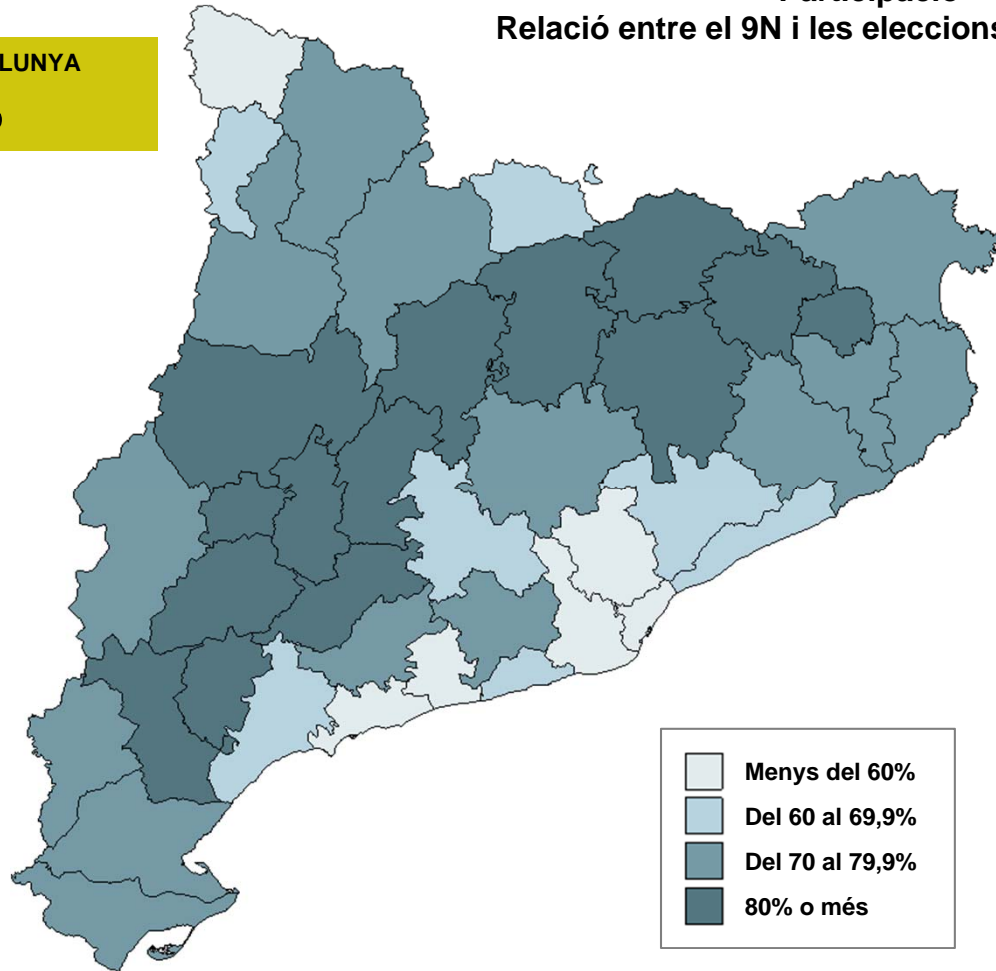 Relació entre el 9N i les eleccions
LUNYA
Menys del 60%
Del 60 al 69,9%
Del 70 al 79,9%
80% o més